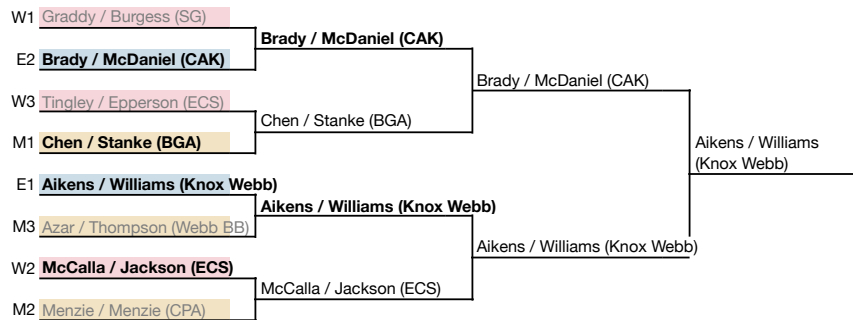 W1 Graddy / Burgess (SG)
Brady / McDaniel (CAK)
E2 Brady / McDaniel (CAK)
Brady / McDaniel (CAK)
W3 Tingley / Epperson (ECS)
Chen / Stanke (BGA)
M1 Chen / Stanke (BGA)
Aikens / Williams
(Knox Webb)
E1 Aikens / Williams (Knox Webb)
Aikens / Williams (Knox Webb)
M3 Azar / Thompson (Webb BB)
Aikens / Williams (Knox Webb)
W2 McCalla / Jackson (ECS)
McCalla / Jackson (ECS)
M2 Menzie / Menzie (CPA)